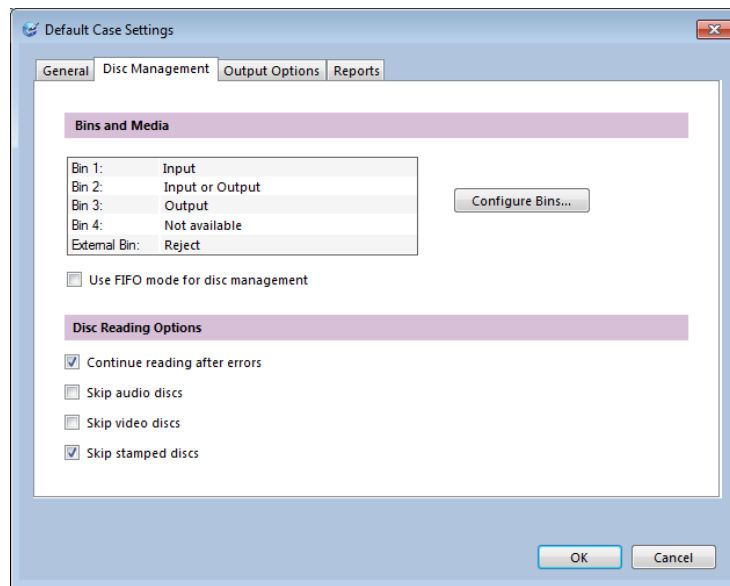 Default Case Settings
General Disc Management Output Options Reports
Bins and Media
Bin 1: Input
Bin 2: Input or Output
Bin 3: Output
Bin 4: Not available
External Bin: Reject
Configure Bins...
Use FIFO mode for disc management
Disc Reading Options
Continue reading after errors
Skip audio discs
Skip video discs
Skip stamped discs
OK Cancel